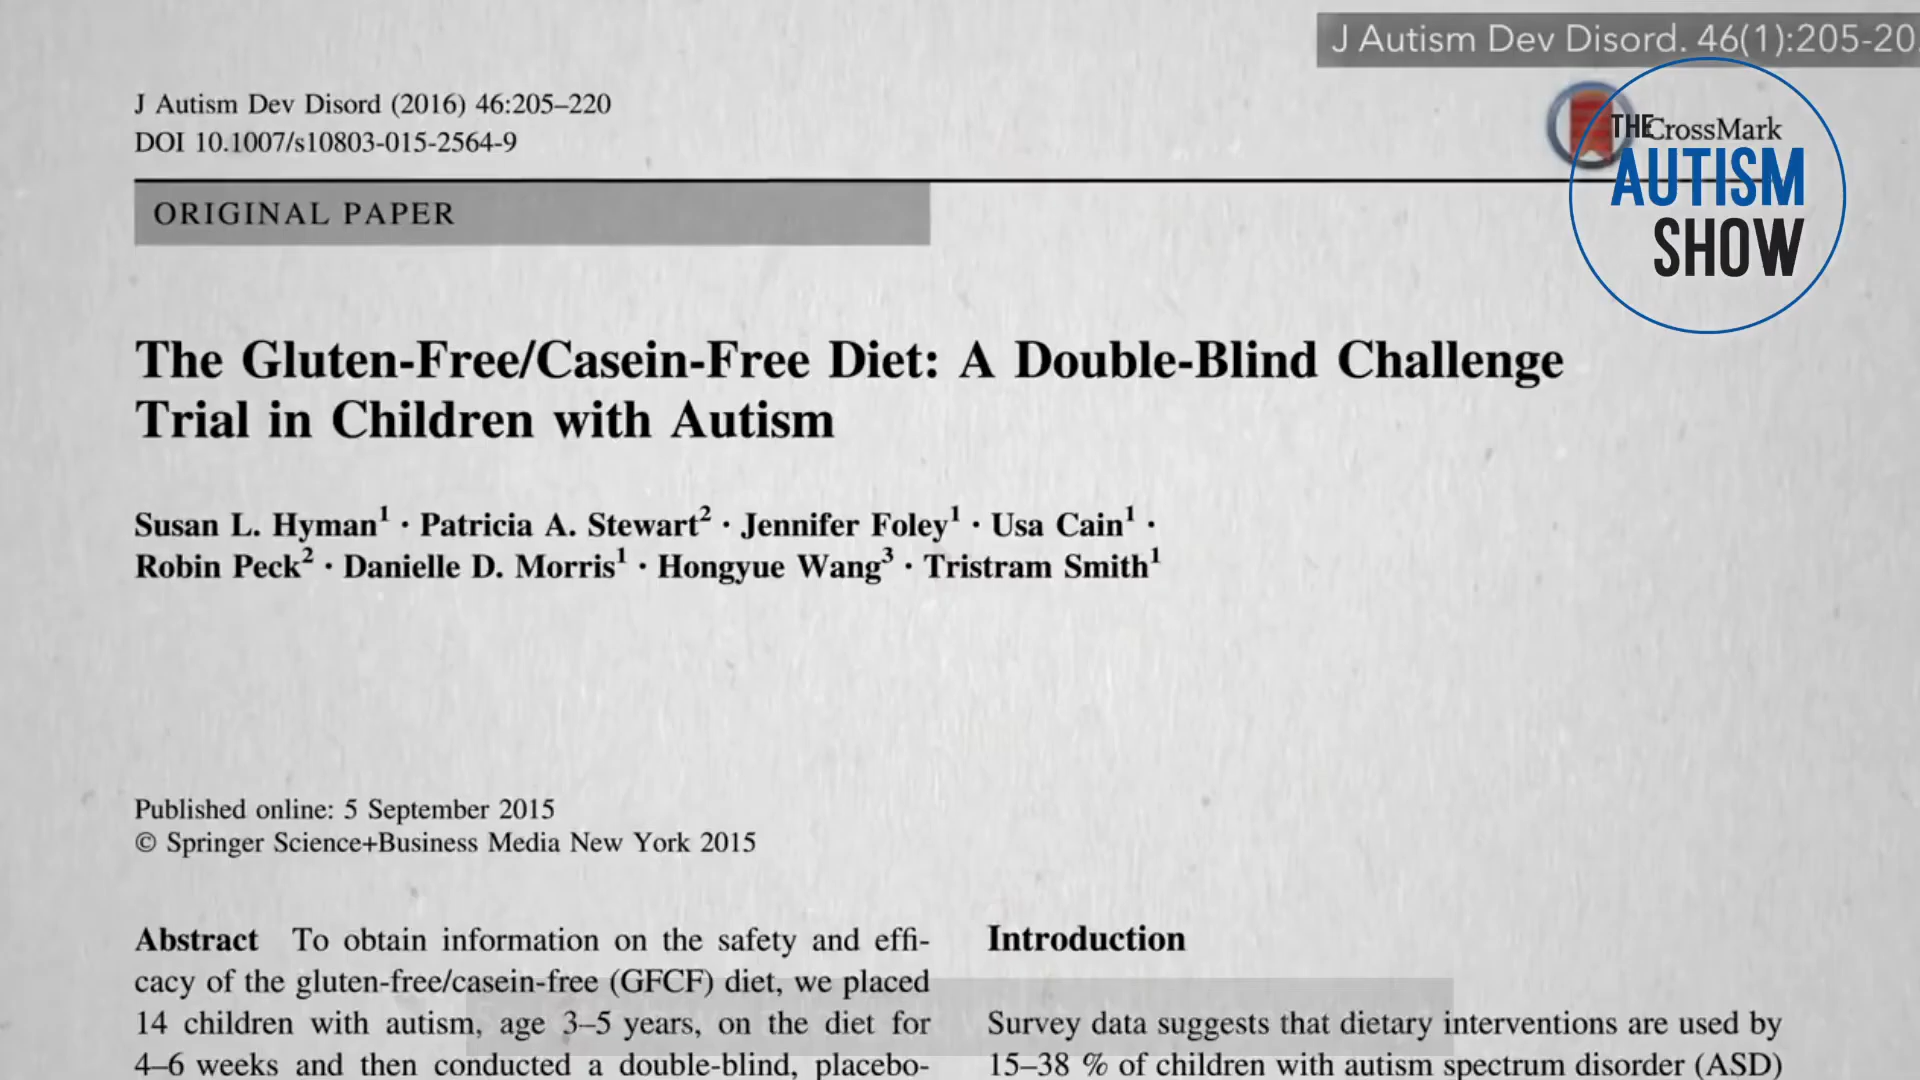 J Autism Dev Disord. 46(1):205-20
J Autism Dev Disord (2016) 46:205–220
DOI 10.1007/s10803-015-2564-9
CrossMark
THE
AUTISM
SHOW
ORIGINAL PAPER
The Gluten-Free/Casein-Free Diet: A Double-Blind Challenge
Trial in Children with Autism
Susan L. Hyman¹ · Patricia A. Stewart² · Jennifer Foley¹ · Usa Cain¹ ·
Robin Peck² · Danielle D. Morris¹ · Hongyue Wang³ · Tristram Smith¹
Published online: 5 September 2015
© Springer Science+Business Media New York 2015
Abstract To obtain information on the safety and effi-
cacy of the gluten-free/casein-free (GFCF) diet, we placed
14 children with autism, age 3–5 years, on the diet for
4–6 weeks and then conducted a double-blind, placebo-
Introduction
Survey data suggests that dietary interventions are used by
15–38 % of children with autism spectrum disorder (ASD)